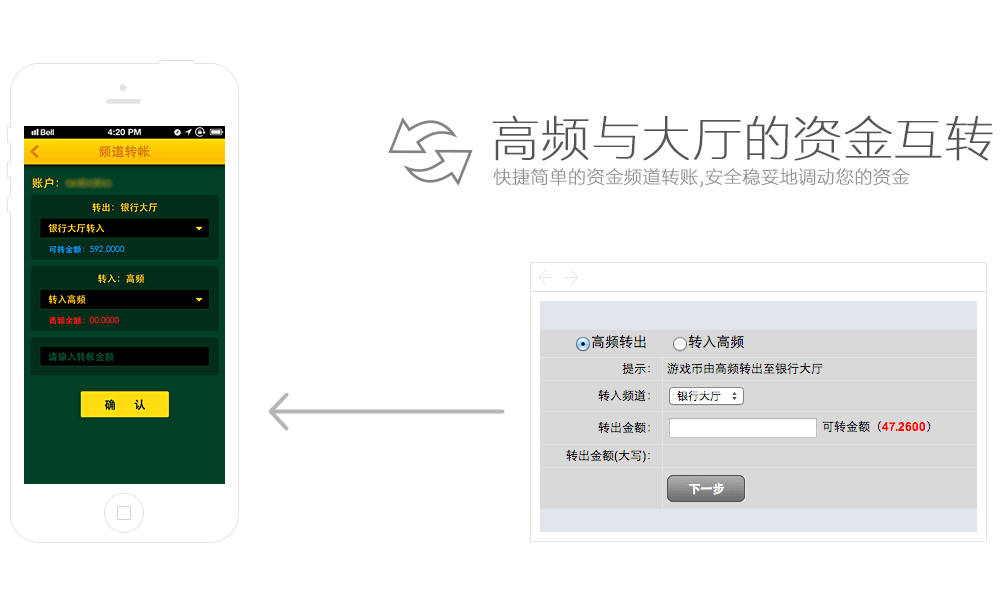 高频与大厅的资金互转
快捷简单的资金频道转账,安全稳妥地调动您的资金
Bell 4:20 PM
频道转帐
账户：
转出：银行大厅
银行大厅转入
可转金额：592.0000
转入：高频
转入高频
高频余额：00.0000
请输入转帐金额
确 认
高频转出 转入高频
提示： 游戏币由高频转出至银行大厅
转入频道： 银行大厅
转出金额： 可转金额（47.2600）
转出金额(大写)：
下一步